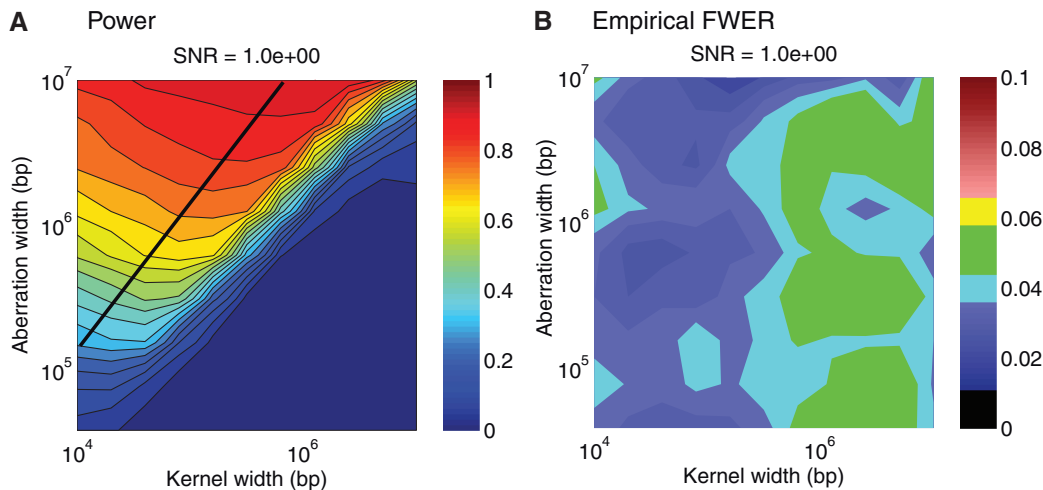 A Power
SNR = 1.0e+00
Aberration width (bp)
10^7
10^6
10^5
10^4
10^6
Kernel width (bp)
1
0.8
0.6
0.4
0.2
0
B Empirical FWER
SNR = 1.0e+00
Aberration width (bp)
10^7
10^6
10^5
10^4
10^6
Kernel width (bp)
0.1
0.08
0.06
0.04
0.02
0